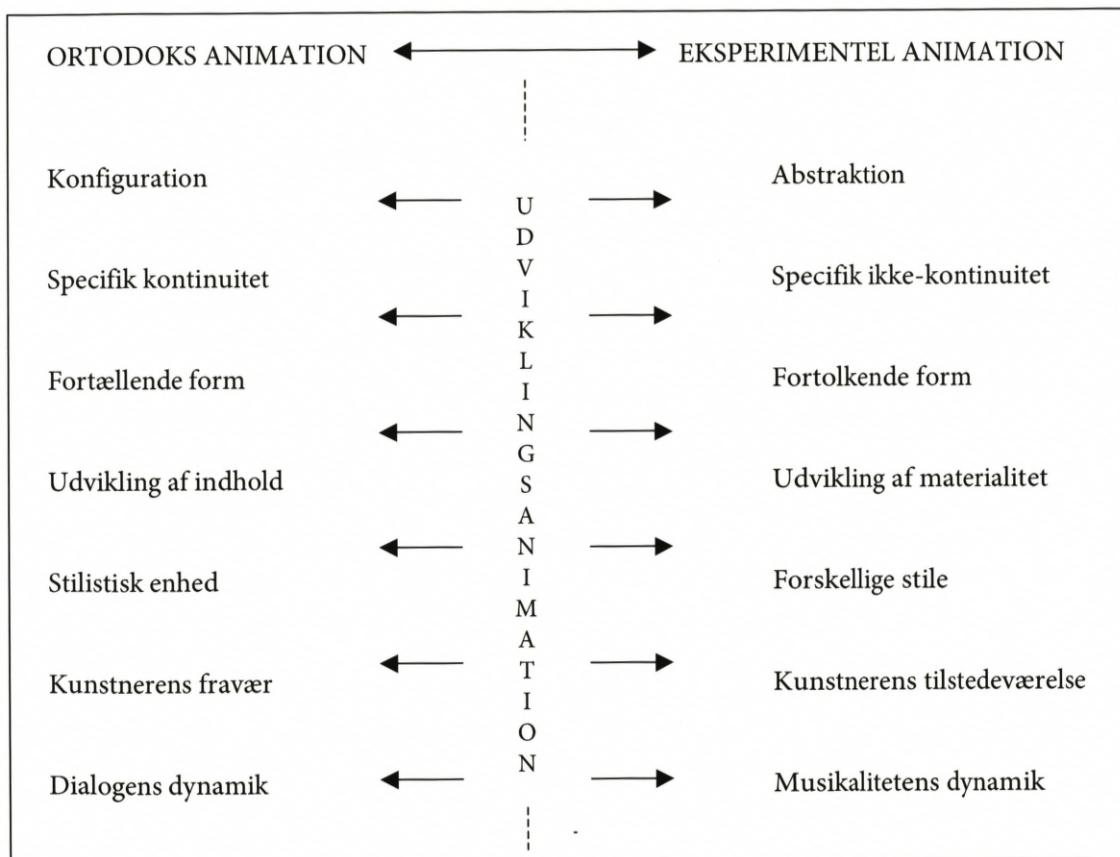 ORTODOKS ANIMATION EKSPERIMENTEL ANIMATION
Konfiguration Abstraktion
Specifik kontinuitet Specifik ikke-kontinuitet
Fortællende form Fortolkende form
Udvikling af indhold Udvikling af materialitet
Stilistisk enhed Forskellige stile
Kunstnerens fravær Kunstnerens tilstedeværelse
Dialogens dynamik Musikalitetens dynamik
UDVIKLINGSANIMATION